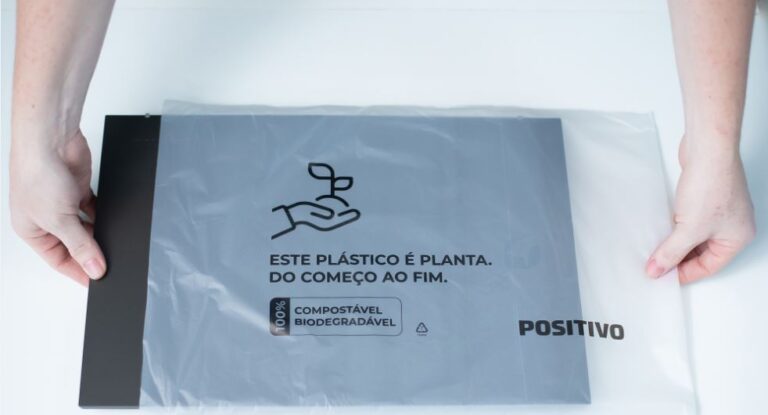 ESTE PLÁSTICO É PLANTA.
DO COMEÇO AO FIM.
100%
COMPOSTÁVEL
BIODEGRADÁVEL
POSITIVO